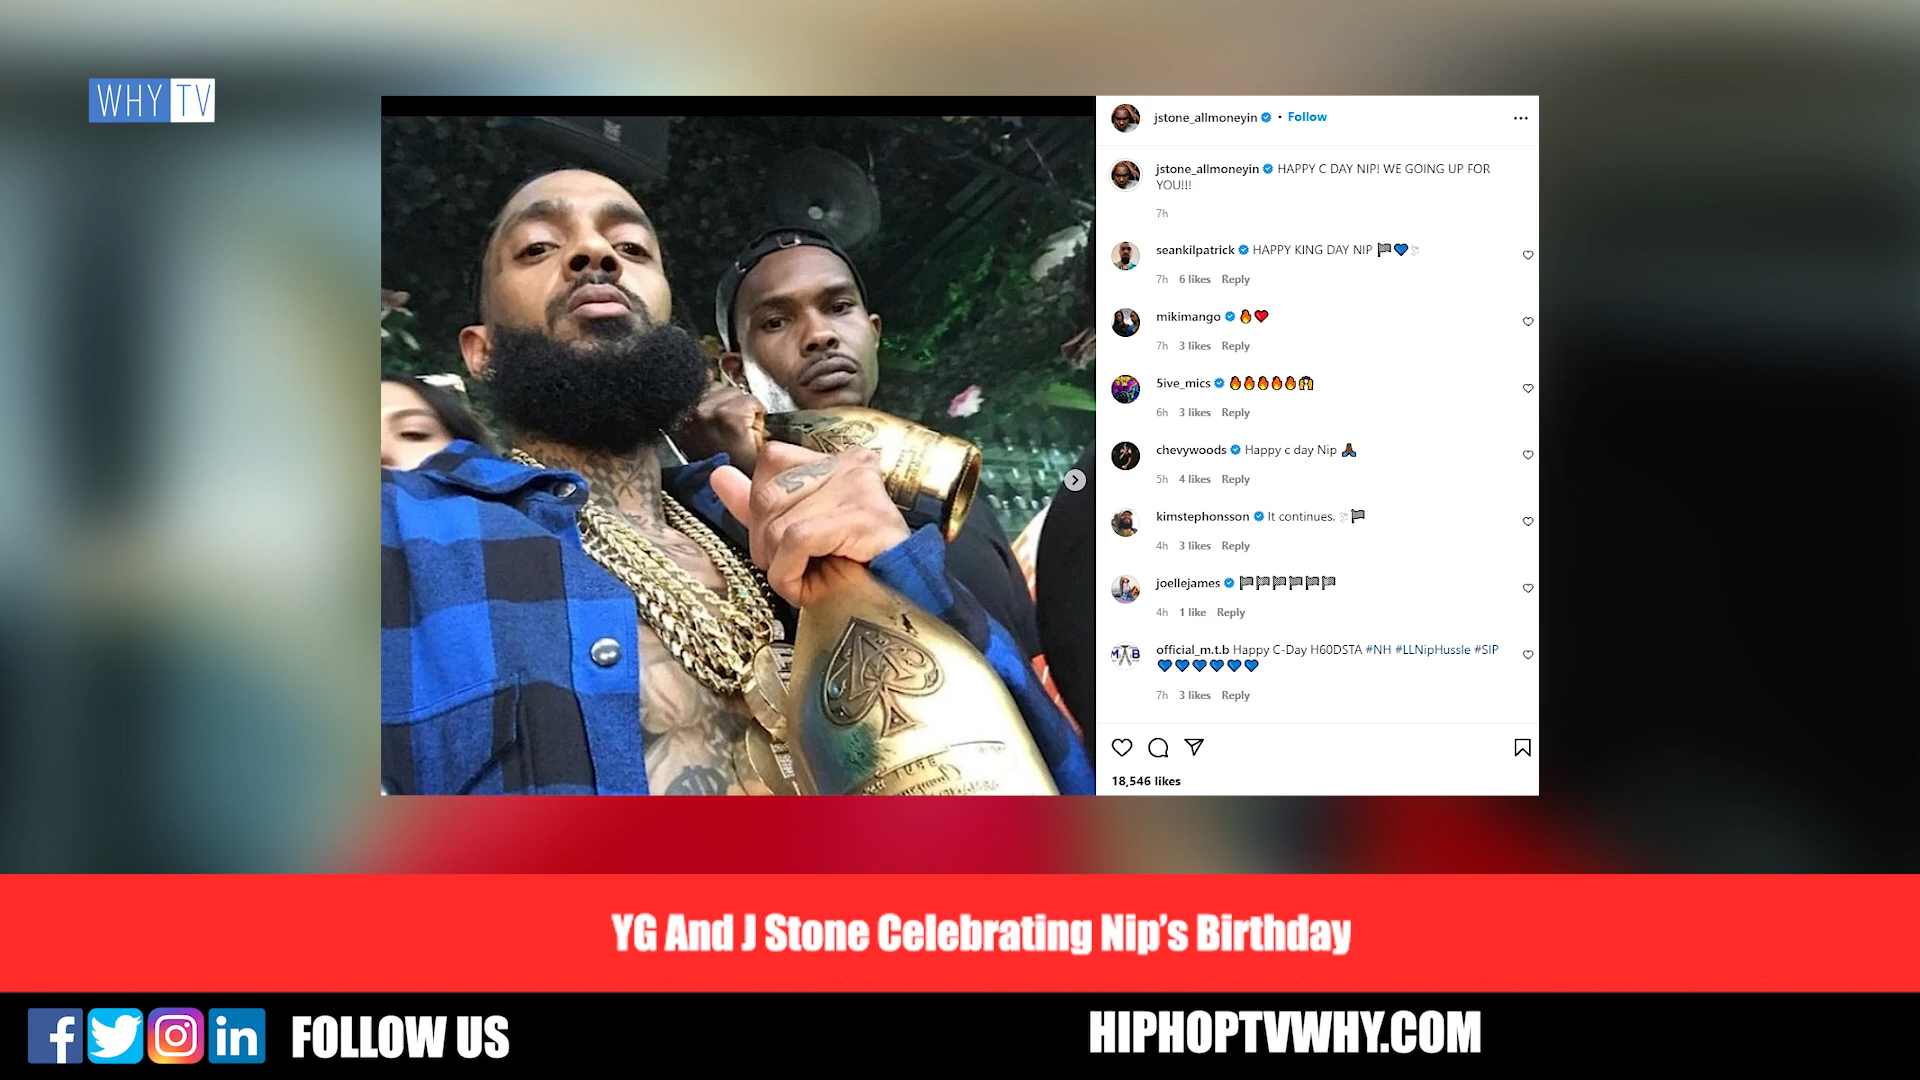 WHY TV
jstone_allmoneyin • Follow
jstone_allmoneyin HAPPY C DAY NIP! WE GOING UP FOR
YOU!!!
7h
seankilpatrick HAPPY KING DAY NIP 🏁💙🕊
7h 6 likes Reply
mikimango 🔥❤️
7h 3 likes Reply
5ive_mics 🔥🔥🔥🔥🔥🙌
6h 3 likes Reply
chevywoods Happy c day Nip 🙏🏾
5h 4 likes Reply
kimstephonsson It continues. 🕊🏁
4h 3 likes Reply
joellejames 🏁🏁🏁🏁🏁🏁
4h 1 like Reply
official_m.t.b Happy C-Day H60DSTA #NH #LLNipHussle #SIP
💙💙💙💙💙💙
7h 3 likes Reply
18,546 likes
YG And J Stone Celebrating Nip's Birthday
FOLLOW US
HIPHOPTVWHY.COM